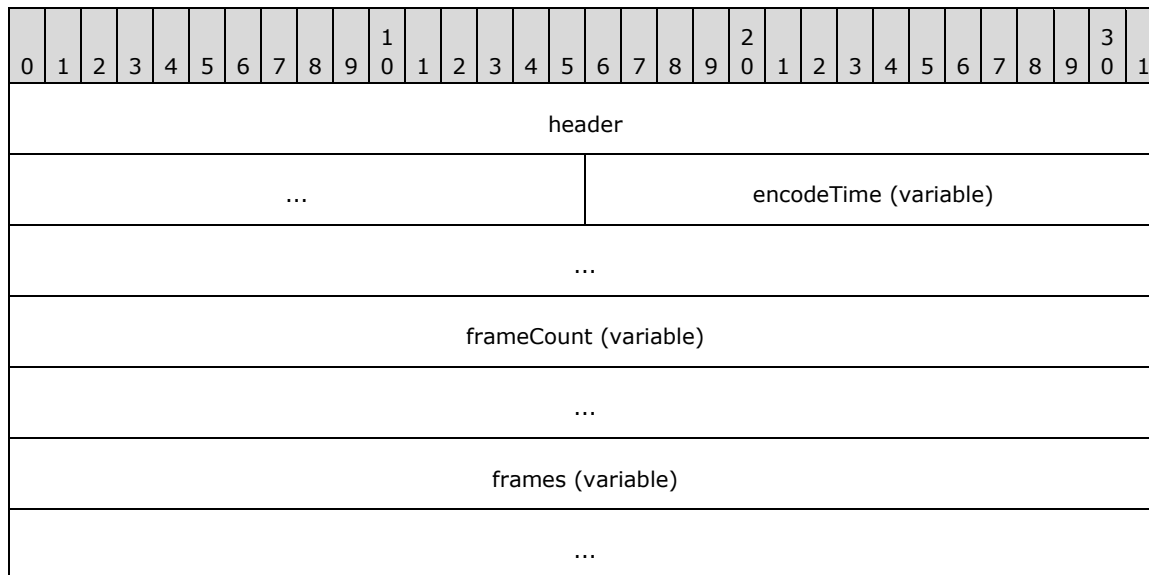 1 2 3
0 1 2 3 4 5 6 7 8 9 0 1 2 3 4 5 6 7 8 9 0 1 2 3 4 5 6 7 8 9 0 1
header
... encodeTime (variable)
...
frameCount (variable)
...
frames (variable)
...